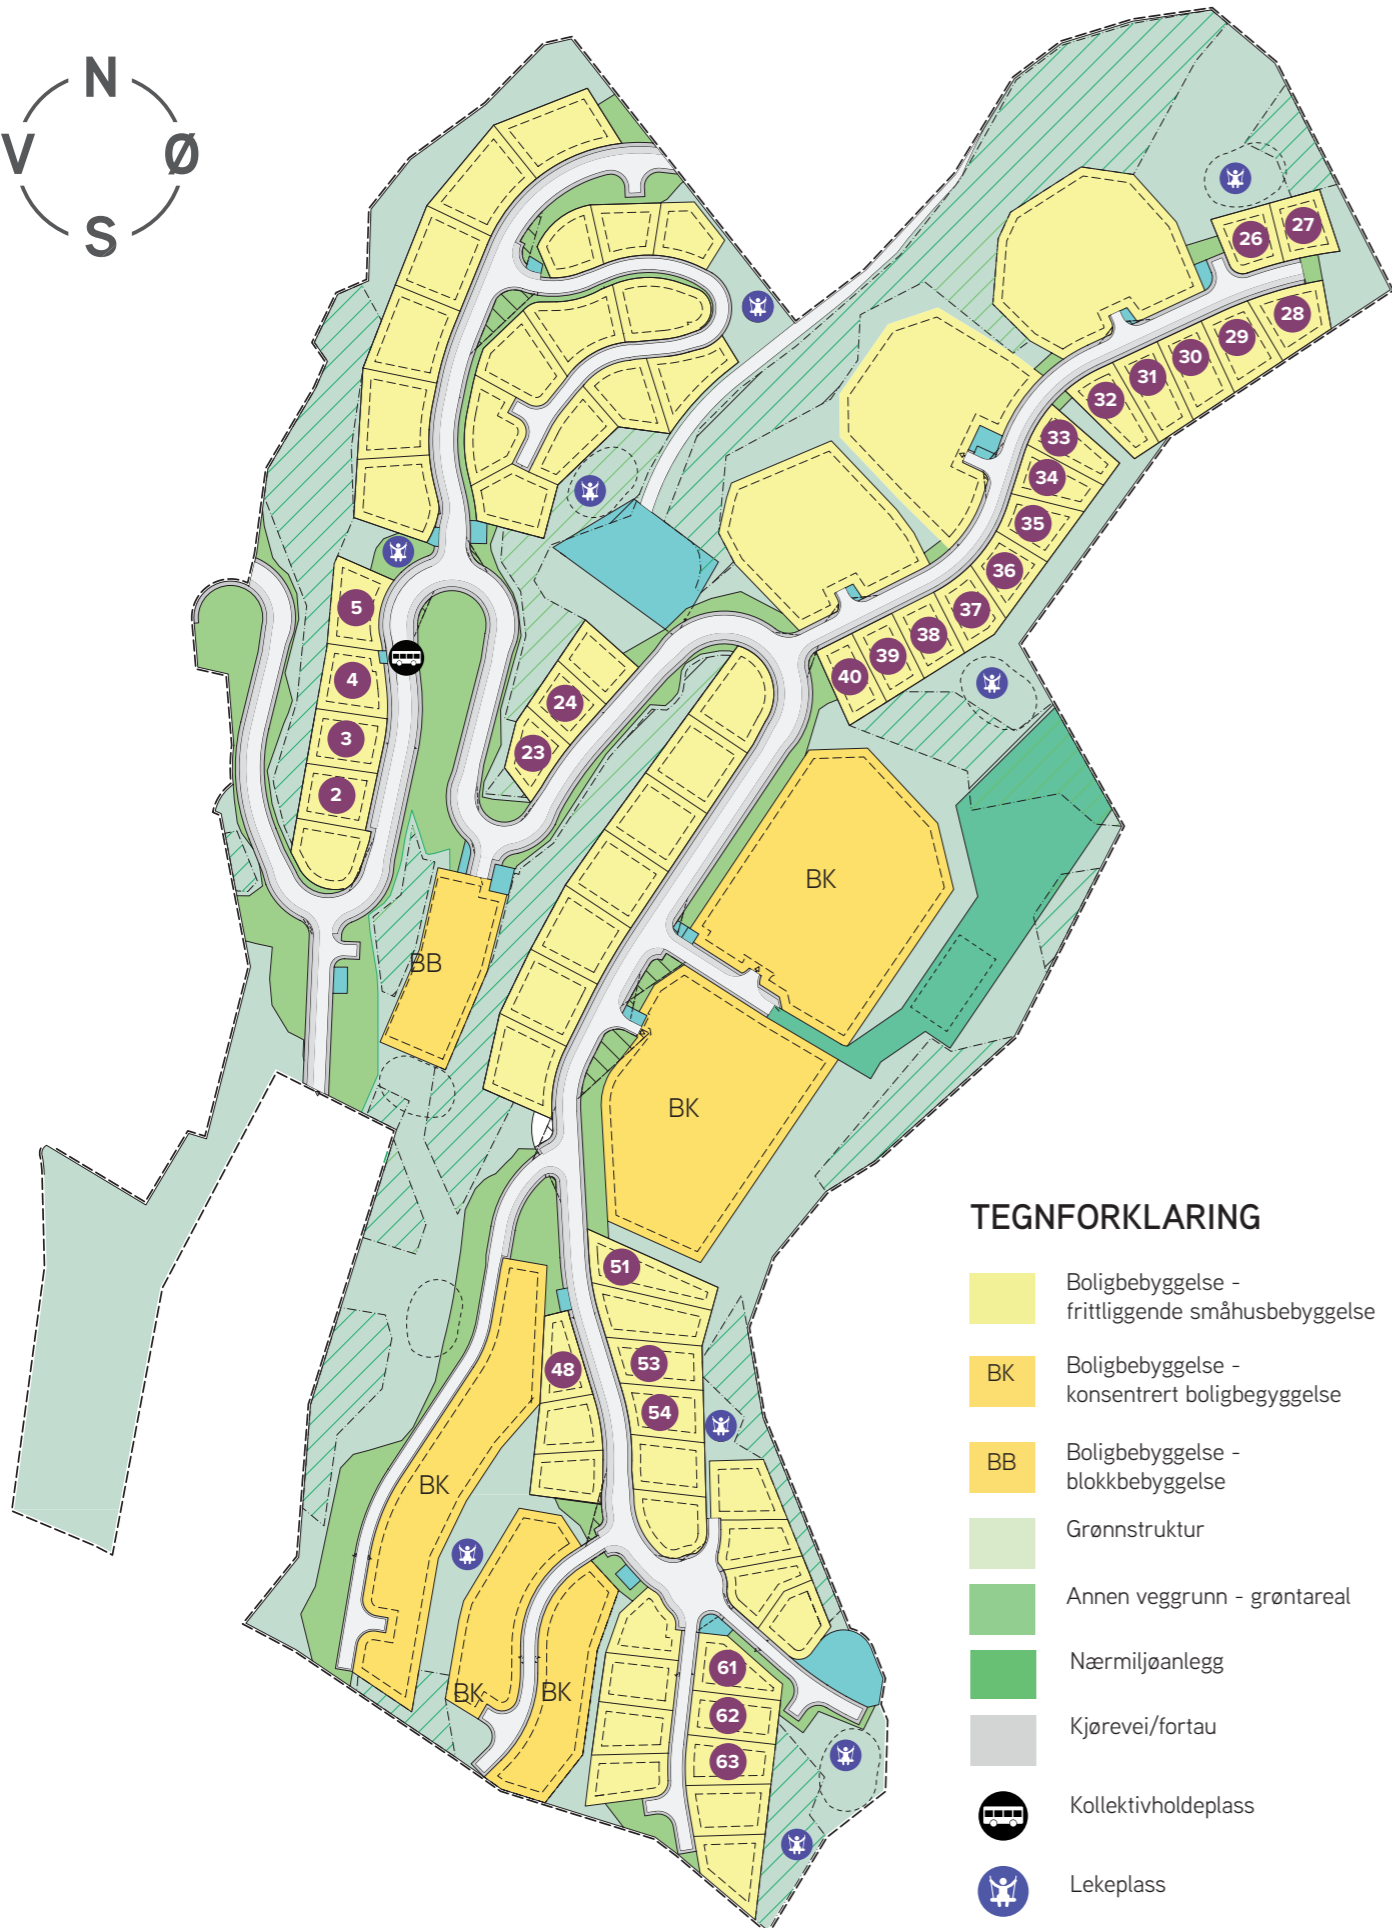 N
V
Ø
S
26
27
28
29
30
31
32
33
34
35
36
37
38
39
40
5
4
3
2
24
23
BK
BB
BK
51
53
48
54
BK
BK
BK
61
62
63
TEGNFORKLARING
Boligbebyggelse -
frittliggende småhusbebyggelse
BK
Boligbebyggelse -
konsentrert boligbegyggelse
BB
Boligbebyggelse -
blokkbebyggelse
Grønnstruktur
Annen veggrunn - grøntareal
Nærmiljøanlegg
Kjørevei/fortau
Kollektivholdeplass
Lekeplass